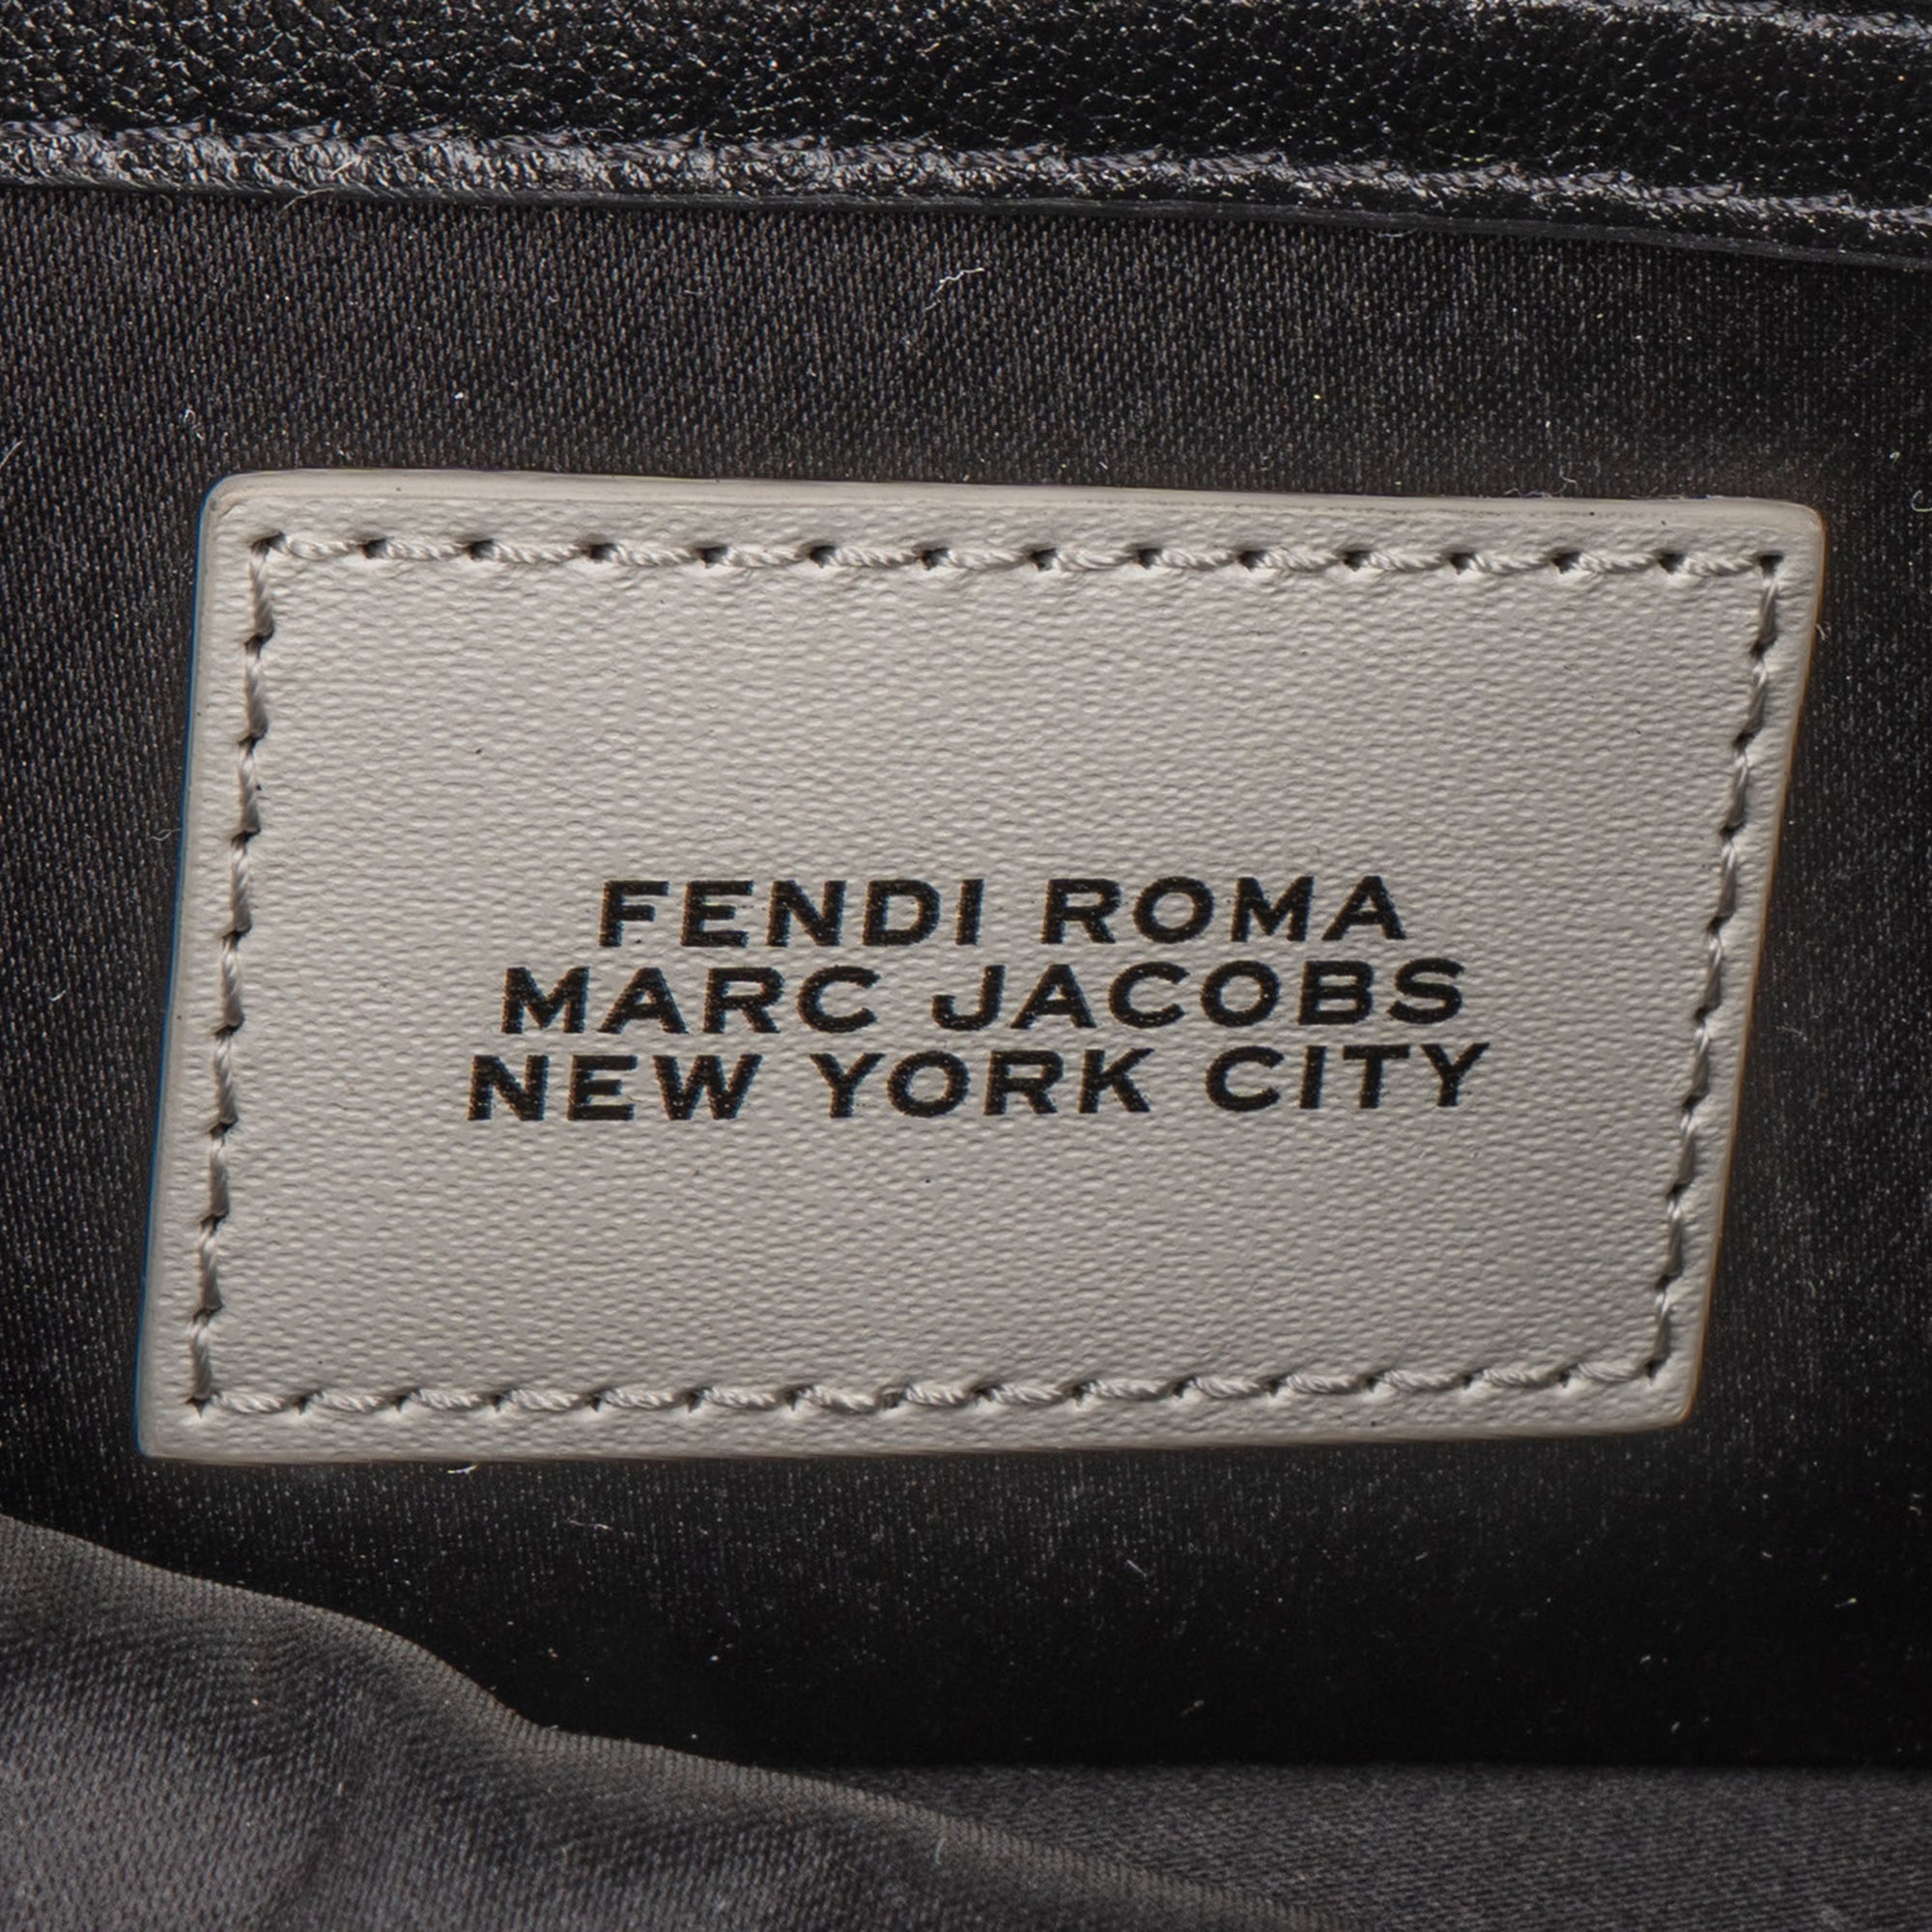 FENDI ROMA
MARC JACOBS
NEW YORK CITY